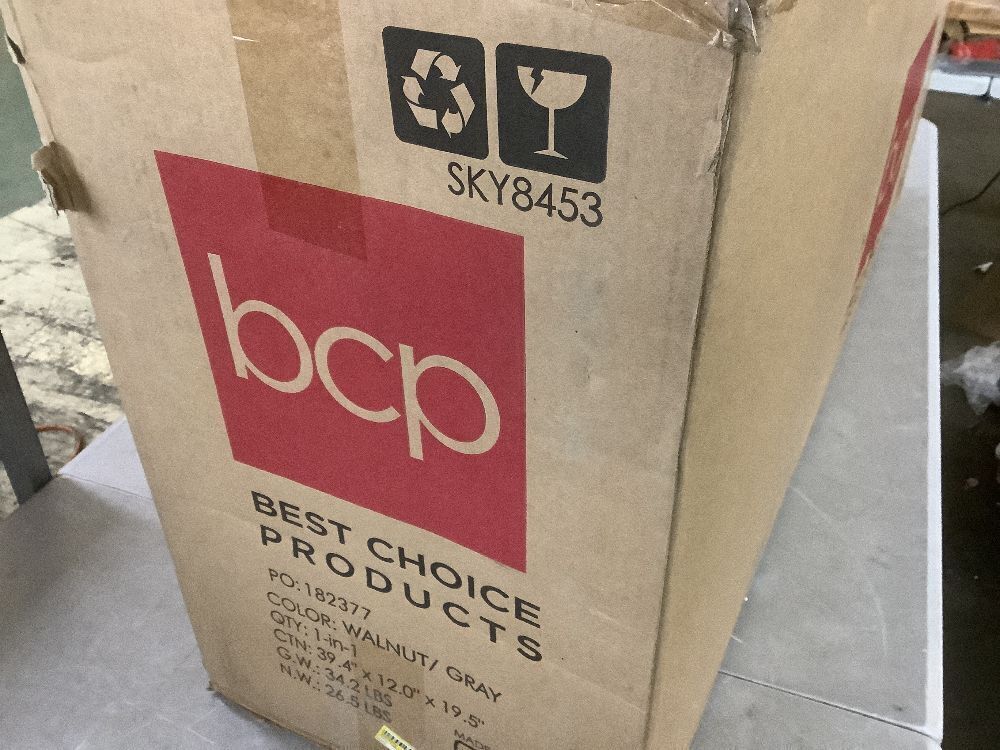 SKY8453
bcp
BEST CHOICE
PRODUCTS
PO: 182377
COLOR: WALNUT/ GRAY
QTY: 1-in-1
CTN: 39.4" x 12.0" x 19.5"
G.W.: 34.2 LBS
N.W.: 26.5 LBS
MADE